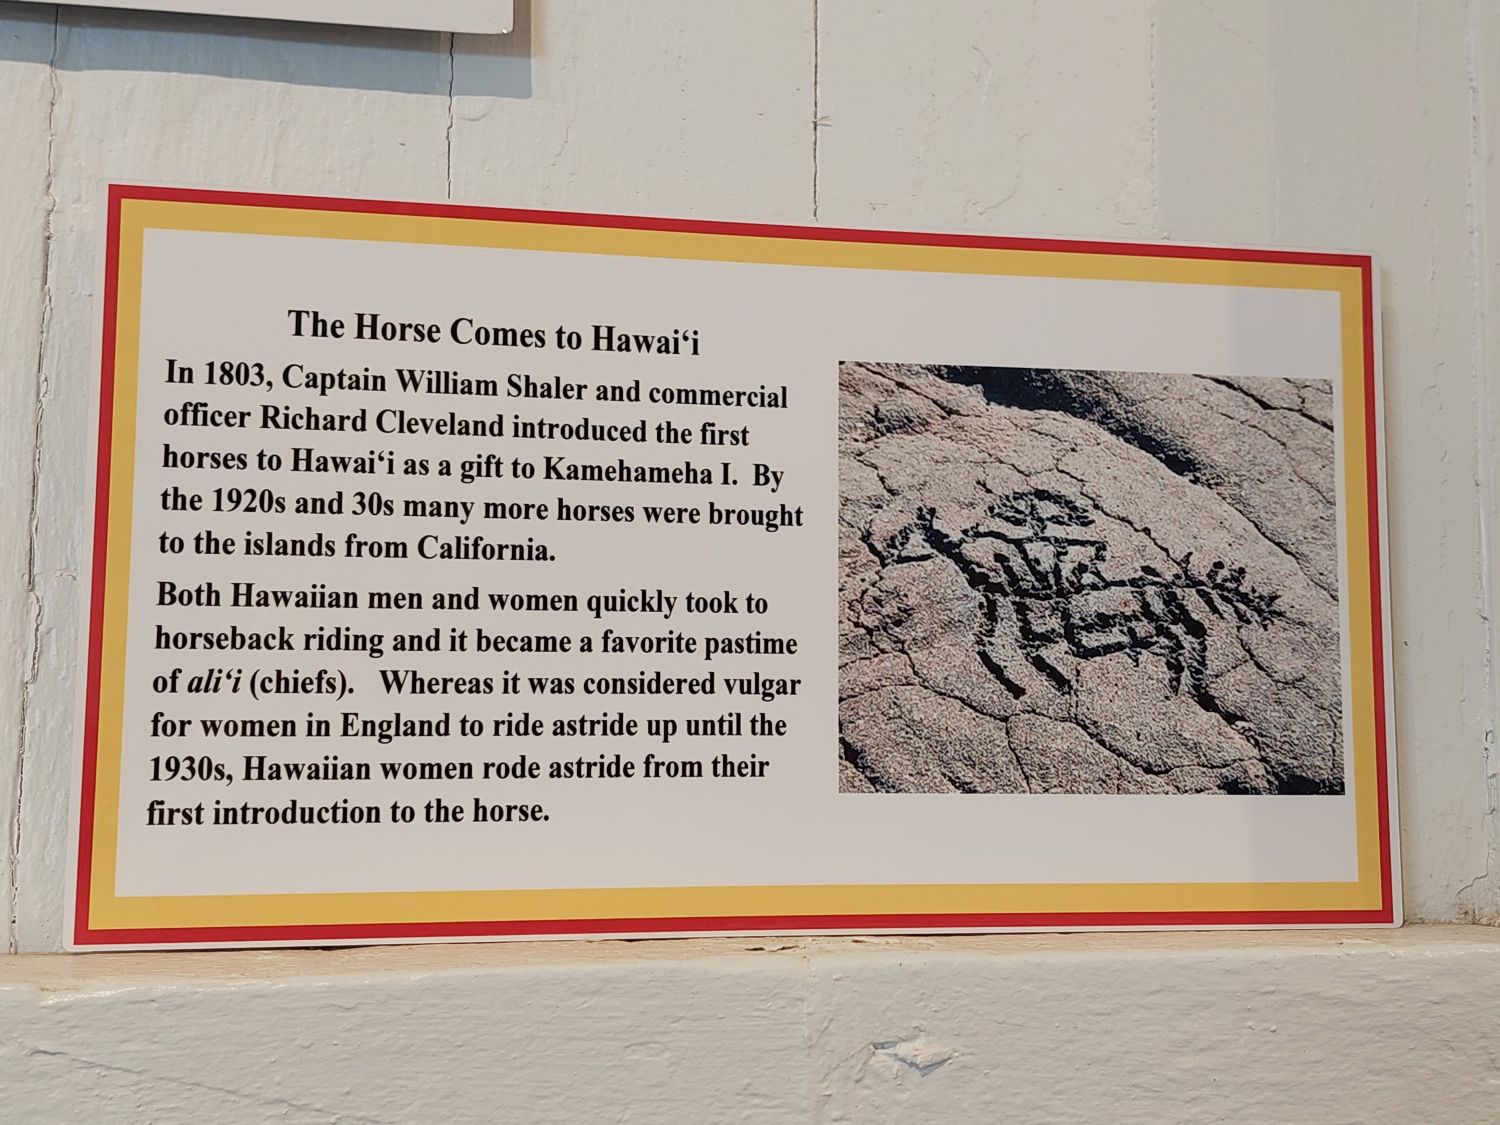 The Horse Comes to Hawai‘i
In 1803, Captain William Shaler and commercial
officer Richard Cleveland introduced the first
horses to Hawai‘i as a gift to Kamehameha I.  By
the 1920s and 30s many more horses were brought
to the islands from California.
Both Hawaiian men and women quickly took to
horseback riding and it became a favorite pastime
of ali‘i (chiefs).   Whereas it was considered vulgar
for women in England to ride astride up until the
1930s, Hawaiian women rode astride from their
first introduction to the horse.